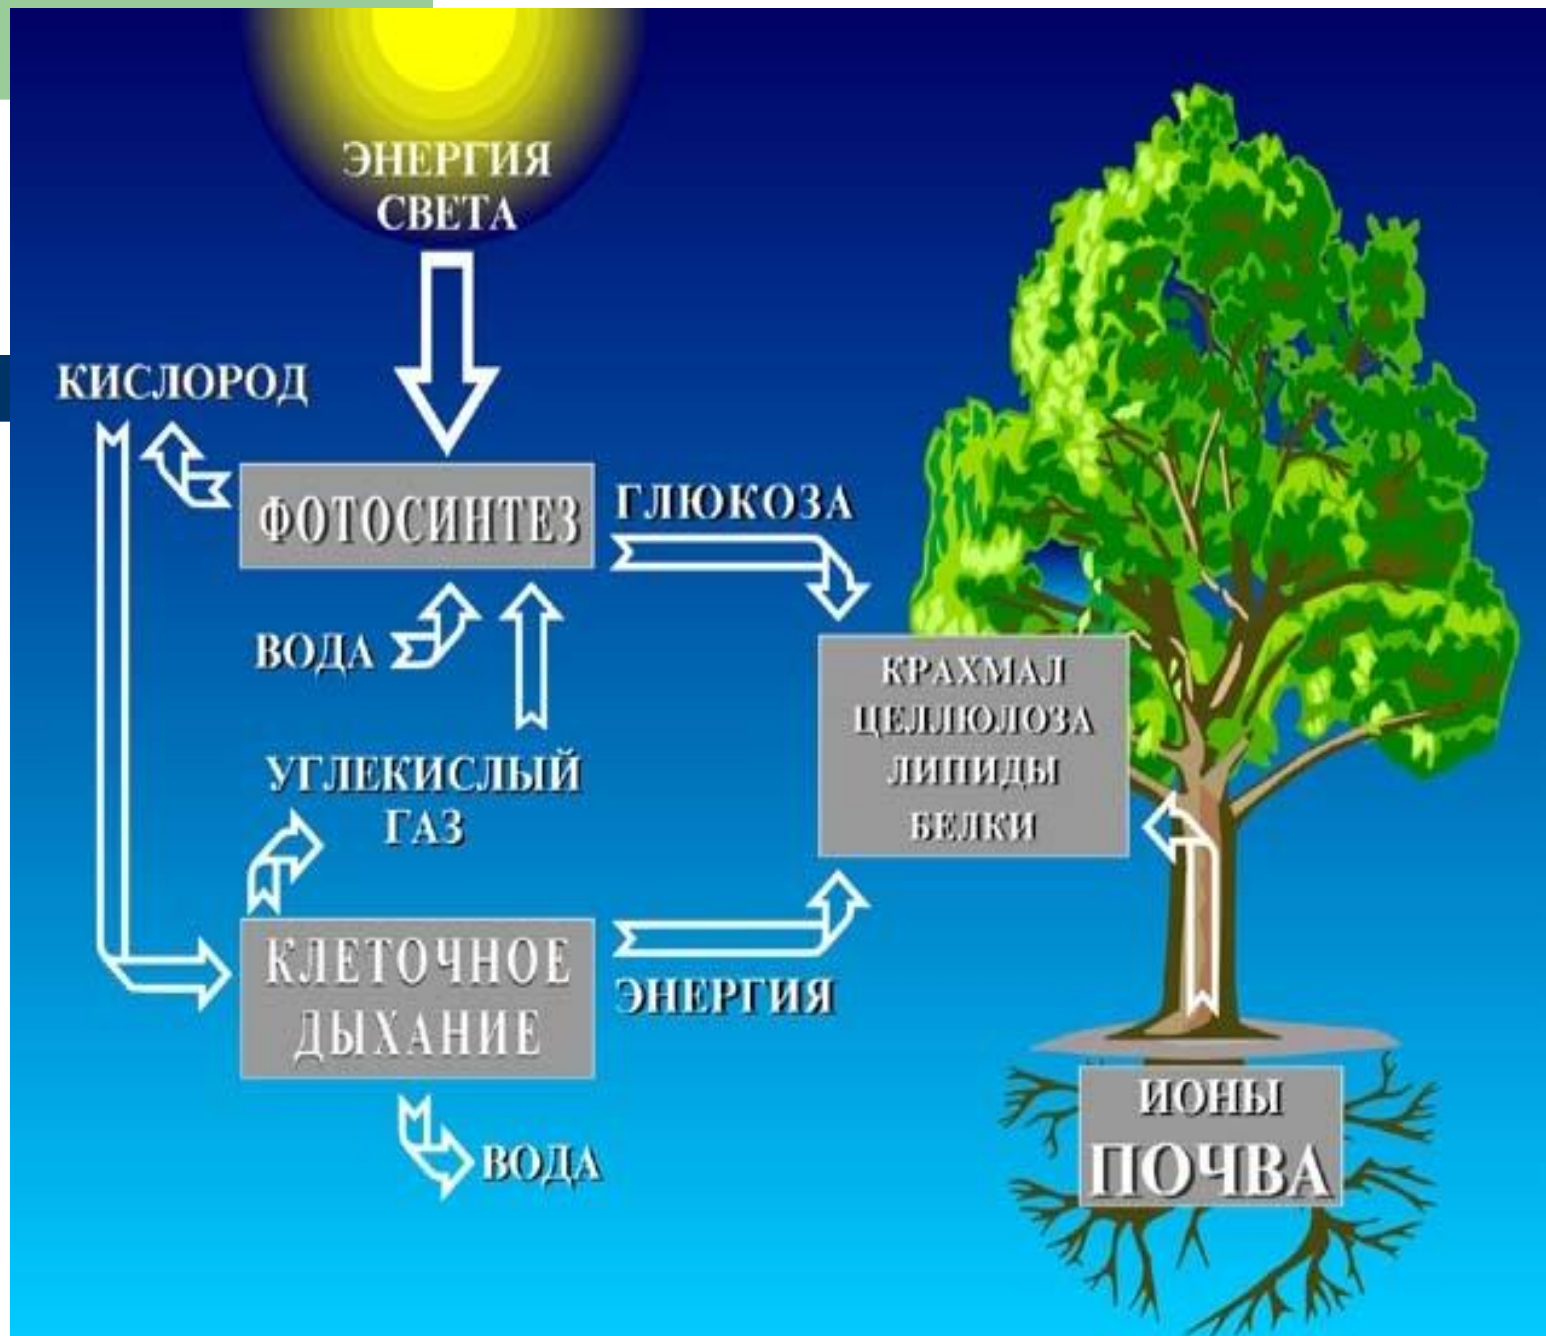 ЭНЕРГИЯ
СВЕТА
КИСЛОРОД
ФОТОСИНТЕЗ
ГЛЮКОЗА
ВОДА
КРАХМАЛ
ЦЕЛЛЮЛОЗА
ЛИПИДЫ
БЕЛКИ
УГЛЕКИСЛЫЙ
ГАЗ
КЛЕТОЧНОЕ
ДЫХАНИЕ
ЭНЕРГИЯ
ВОДА
ИОНЫ
ПОЧВА